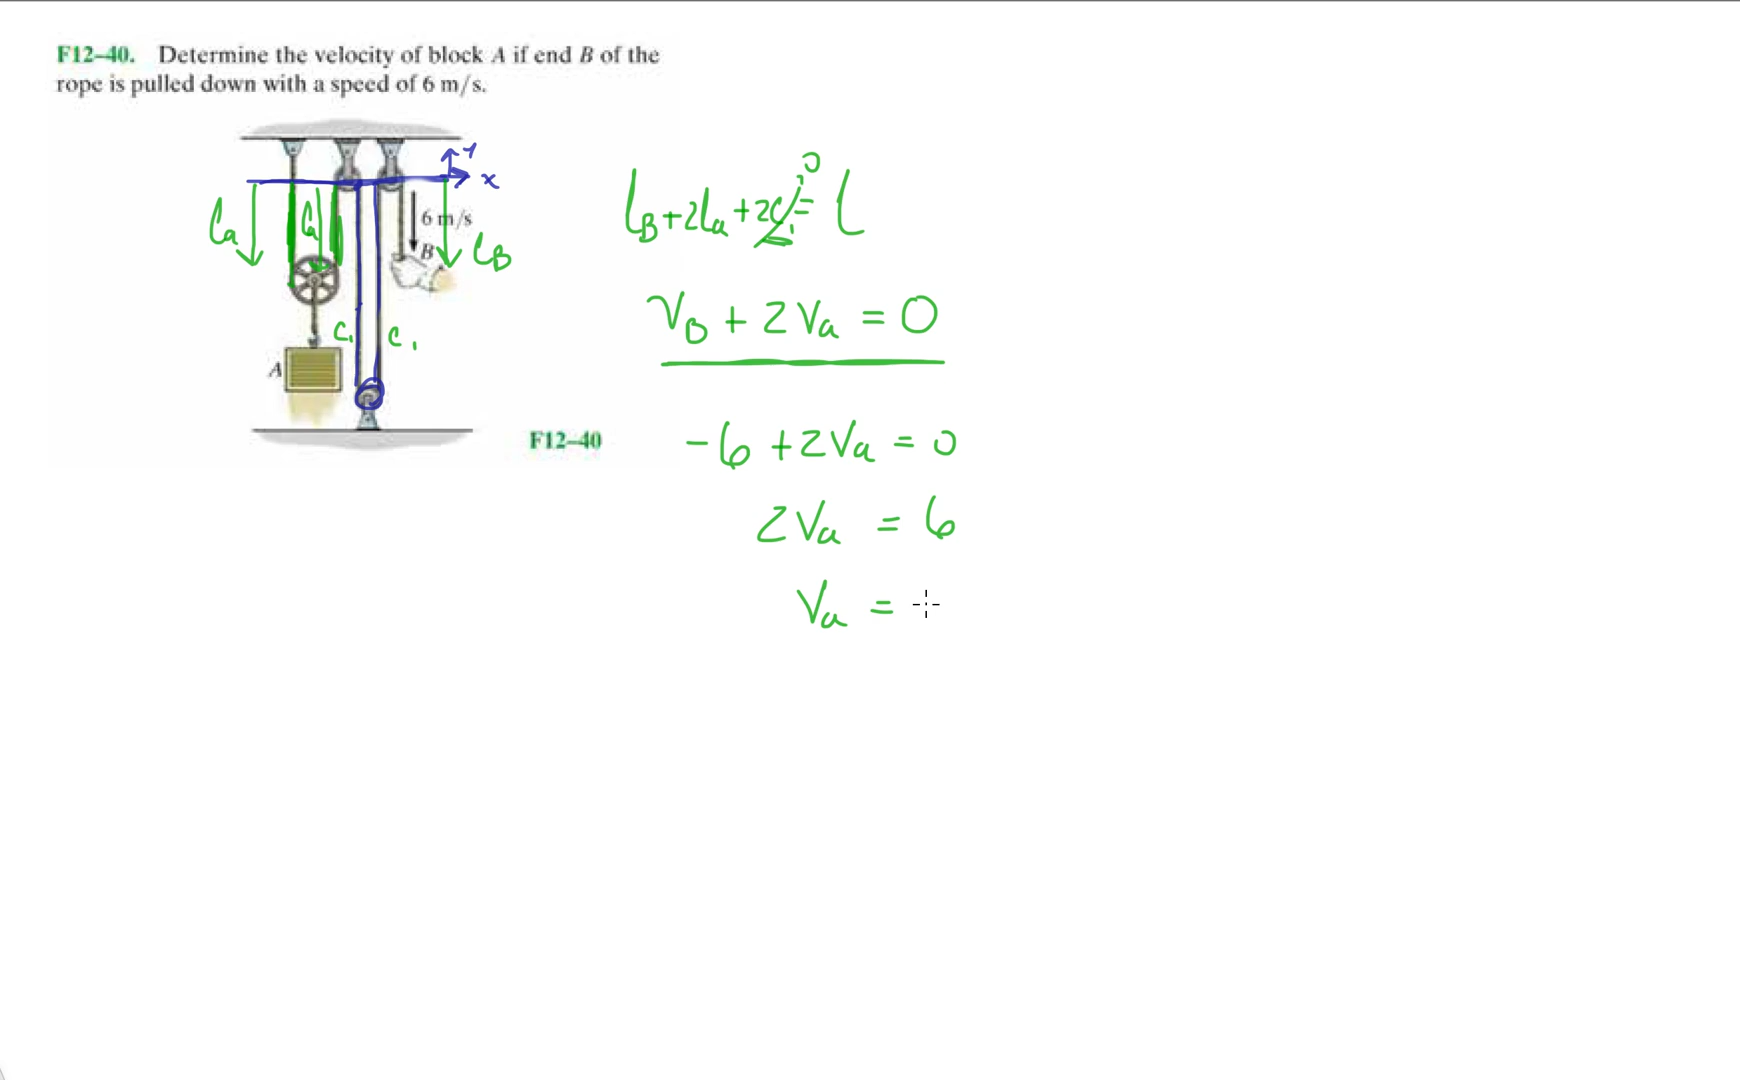 F12–40. Determine the velocity of block A if end B of the
rope is pulled down with a speed of 6 m/s.
Y
x
la
la
6 m/s
B
lB
C1
C1
A
F12–40
0
lB + 2la + 2C1 = l
VB + 2Va = 0
-6 + 2Va = 0
2Va = 6
Va =